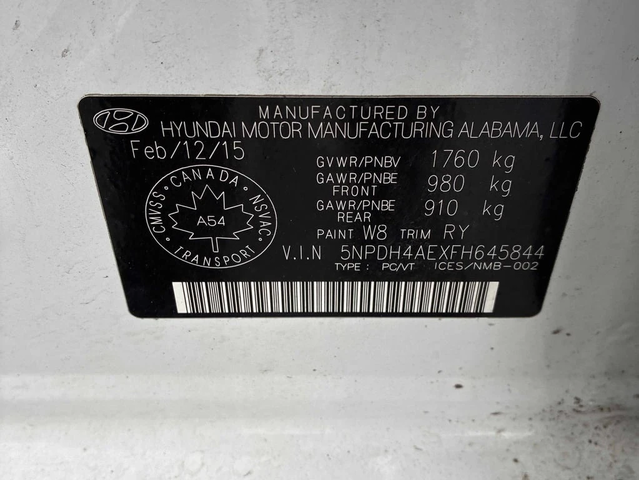 MANUFACTURED BY
HYUNDAI MOTOR MANUFACTURING ALABAMA, LLC
Feb/12/15
GVWR/PNBV 1760 kg
GAWR/PNBE FRONT 980 kg
GAWR/PNBE REAR 910 kg
PAINT W8 TRIM RY
V.I.N 5NPDH4AEXFH645844
TYPE : PC/VT ICES/NMB-002
CMVSS · CANADA · NSVAC
A54
TRANSPORT